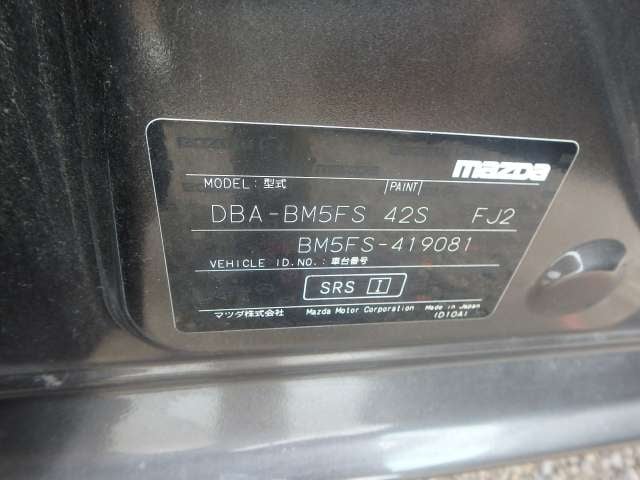 mazda
MODEL: 型式 PAINT
DBA-BM5FS 42S FJ2
BM5FS-419081
VEHICLE ID.NO.: 車台番号
SRS I
マツダ株式会社 Mazda Motor Corporation Made in Japan
ID10A1